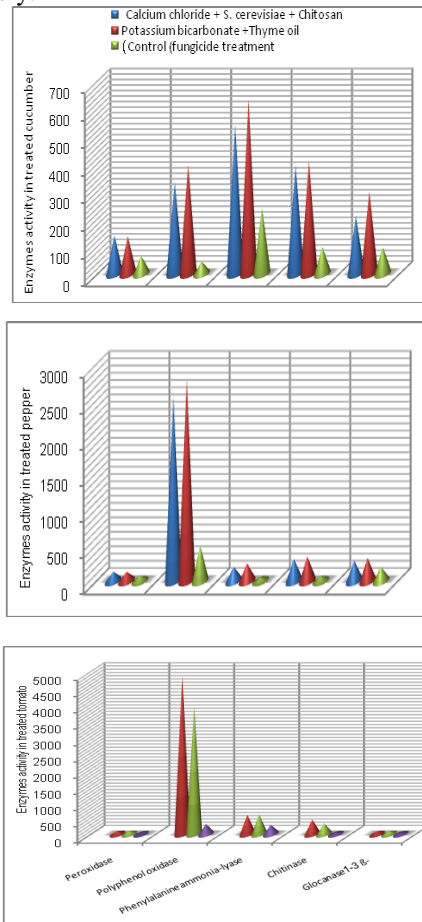 Calcium chloride + S. cerevisiae + Chitosan
Potassium bicarbonate +Thyme oil
(Control (fungicide treatment
Enzymes activity in treated cucumber
700
600
500
400
300
200
100
0
Enzymes activity in treated pepper
3000
2500
2000
1500
1000
500
0
Enzymes activity in treated tomato
5000
4500
4000
3500
3000
2500
2000
1500
1000
500
0
Peroxidase
Polyphenol oxidase
Phenylalanine ammonia-lyase
Chitinase
Glocanase1-3 ß-